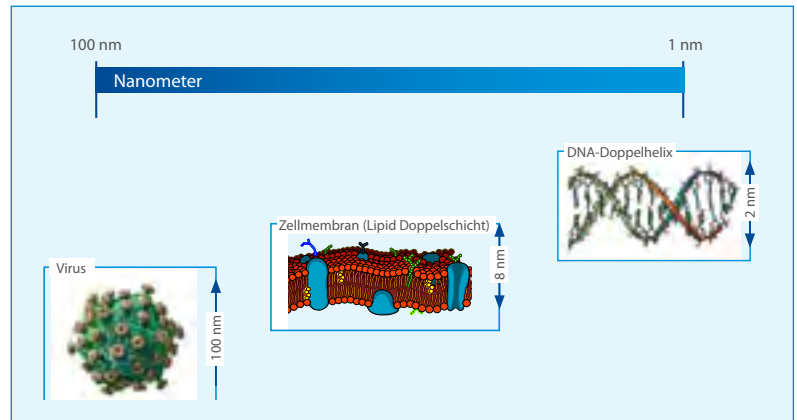 100 nm
1 nm
Nanometer
DNA-Doppelhelix
2 nm
Zellmembran (Lipid Doppelschicht)
8 nm
Virus
100 nm